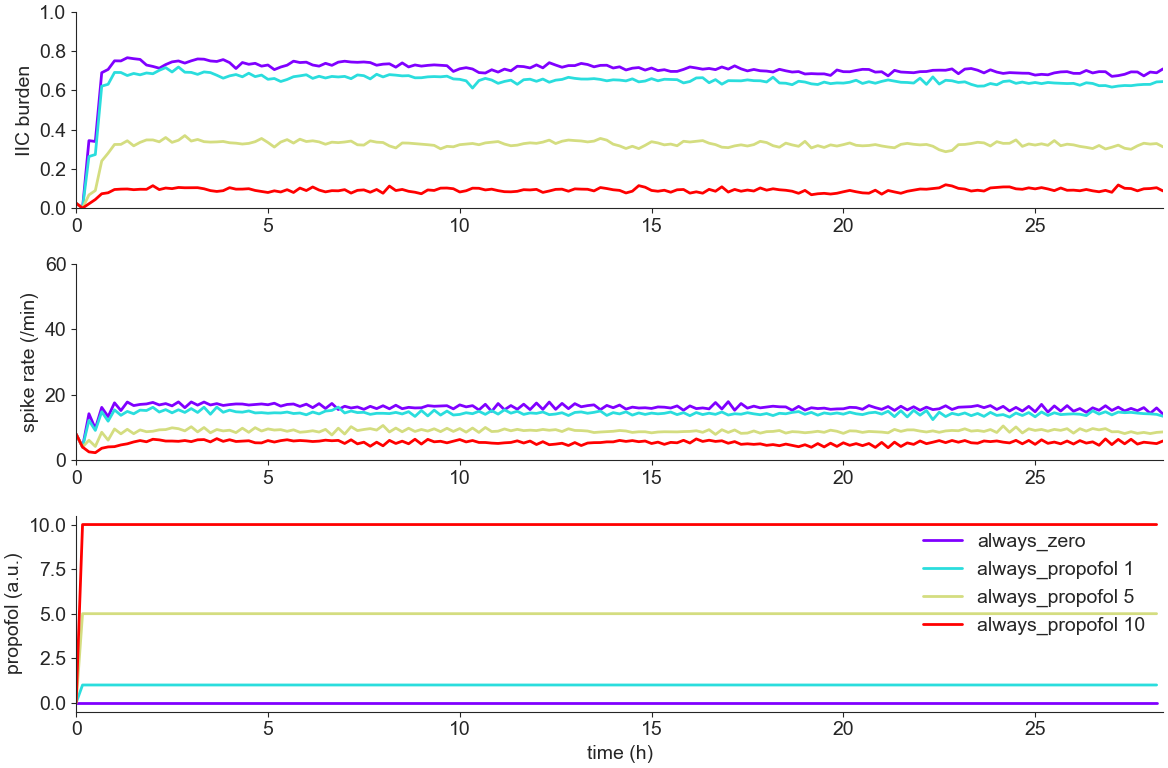 1.0
0.8
0.6
0.4
0.2
0.0
IIC burden
0 5 10 15 20 25
60
40
20
0
spike rate (/min)
0 5 10 15 20 25
10.0
7.5
5.0
2.5
0.0
propofol (a.u.)
always_zero
always_propofol 1
always_propofol 5
always_propofol 10
0 5 10 15 20 25
time (h)